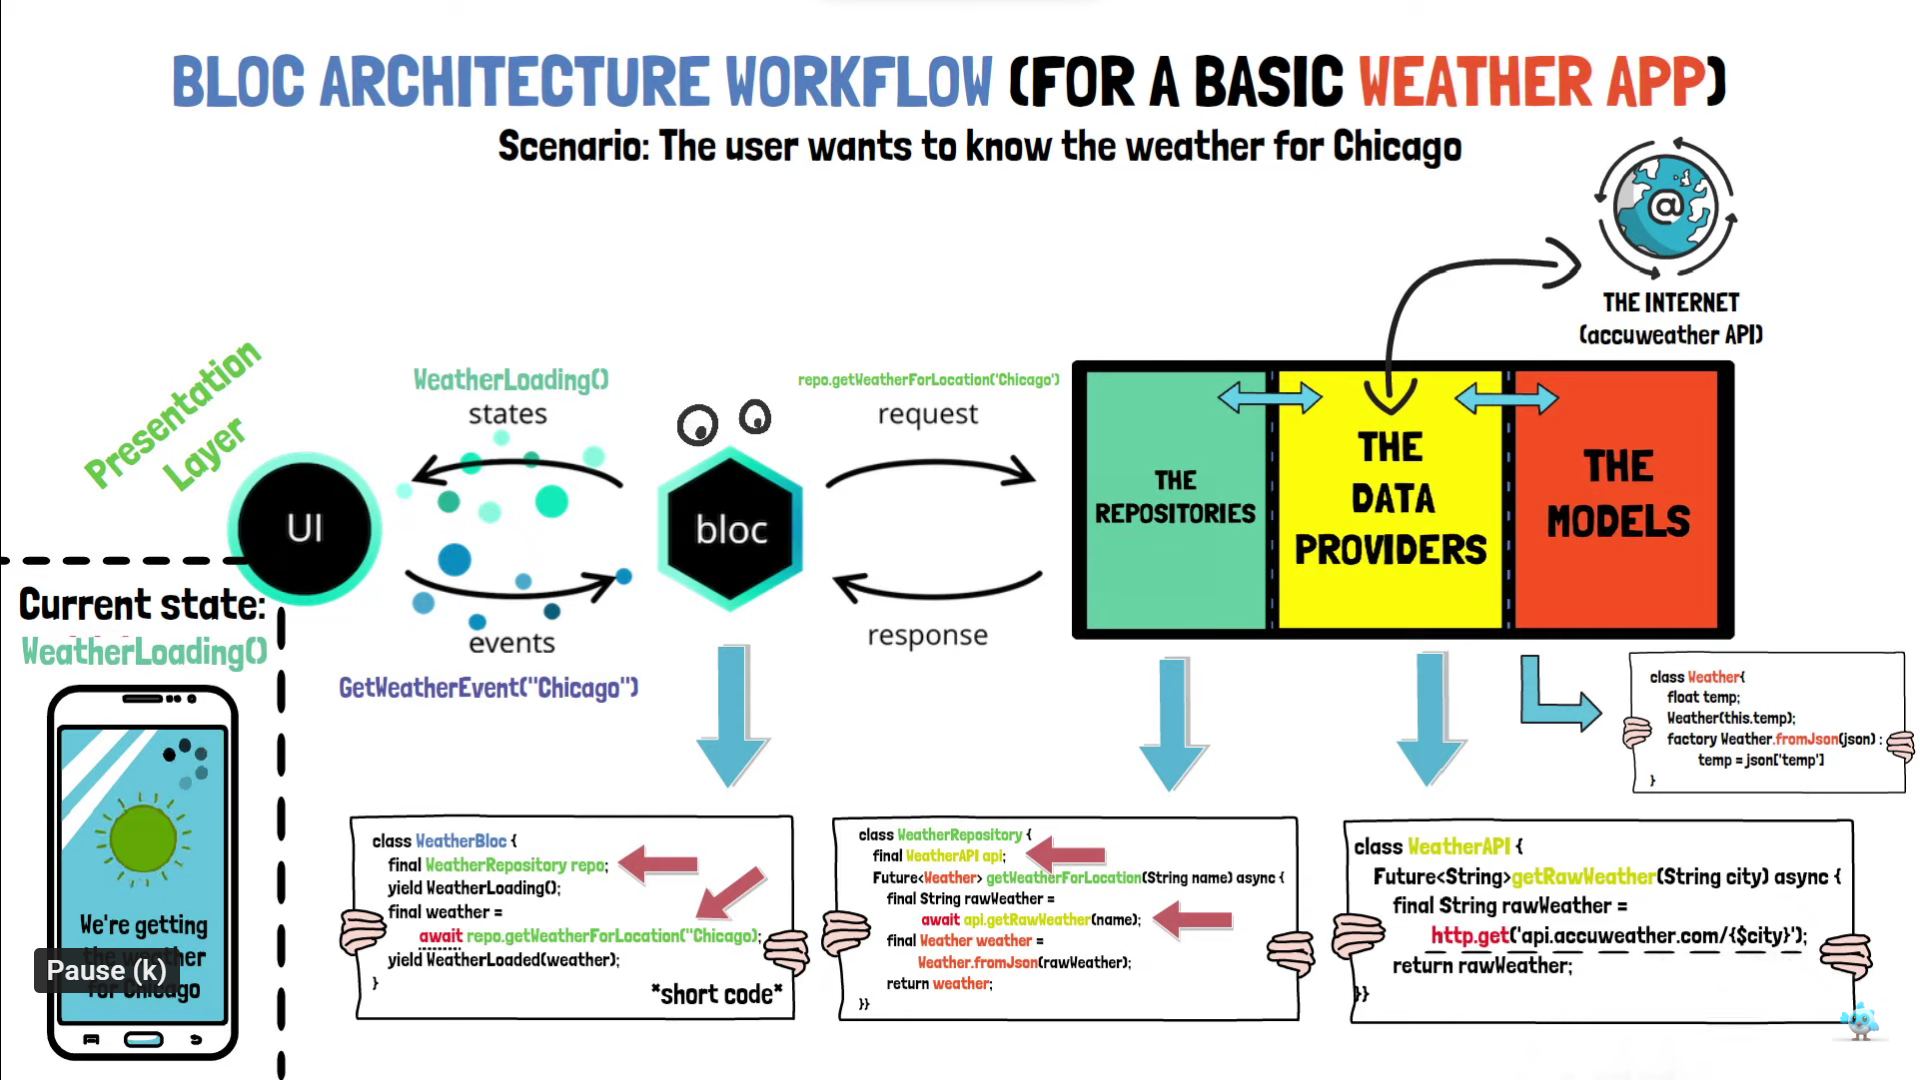 BLOC ARCHITECTURE WORKFLOW (FOR A BASIC WEATHER APP)
Scenario: The user wants to know the weather for Chicago
@
THE INTERNET
(accuweather API)
Presentation
Layer
WeatherLoading()
states
repo.getWeatherForLocation('Chicago')
request
UI
bloc
THE
REPOSITORIES
THE
DATA
PROVIDERS
THE
MODELS
events
GetWeatherEvent("Chicago")
response
Current state:
WeatherLoading()
class Weather{
float temp;
Weather(this.temp);
factory Weather.fromJson(json) :
temp = json['temp']
}
We're getting
the weather
for Chicago
Pause (k)
class WeatherBloc {
final WeatherRepository repo;
yield WeatherLoading();
final weather =
await repo.getWeatherForLocation("Chicago);
yield WeatherLoaded(weather);
}
*short code*
class WeatherRepository {
final WeatherAPI api;
Future<Weather> getWeatherForLocation(String name) async {
final String rawWeather =
await api.getRawWeather(name);
final Weather weather =
Weather.fromJson(rawWeather);
return weather;
}}
class WeatherAPI {
Future<String>getRawWeather(String city) async {
final String rawWeather =
http.get('api.accuweather.com/{$city}');
return rawWeather;
}}